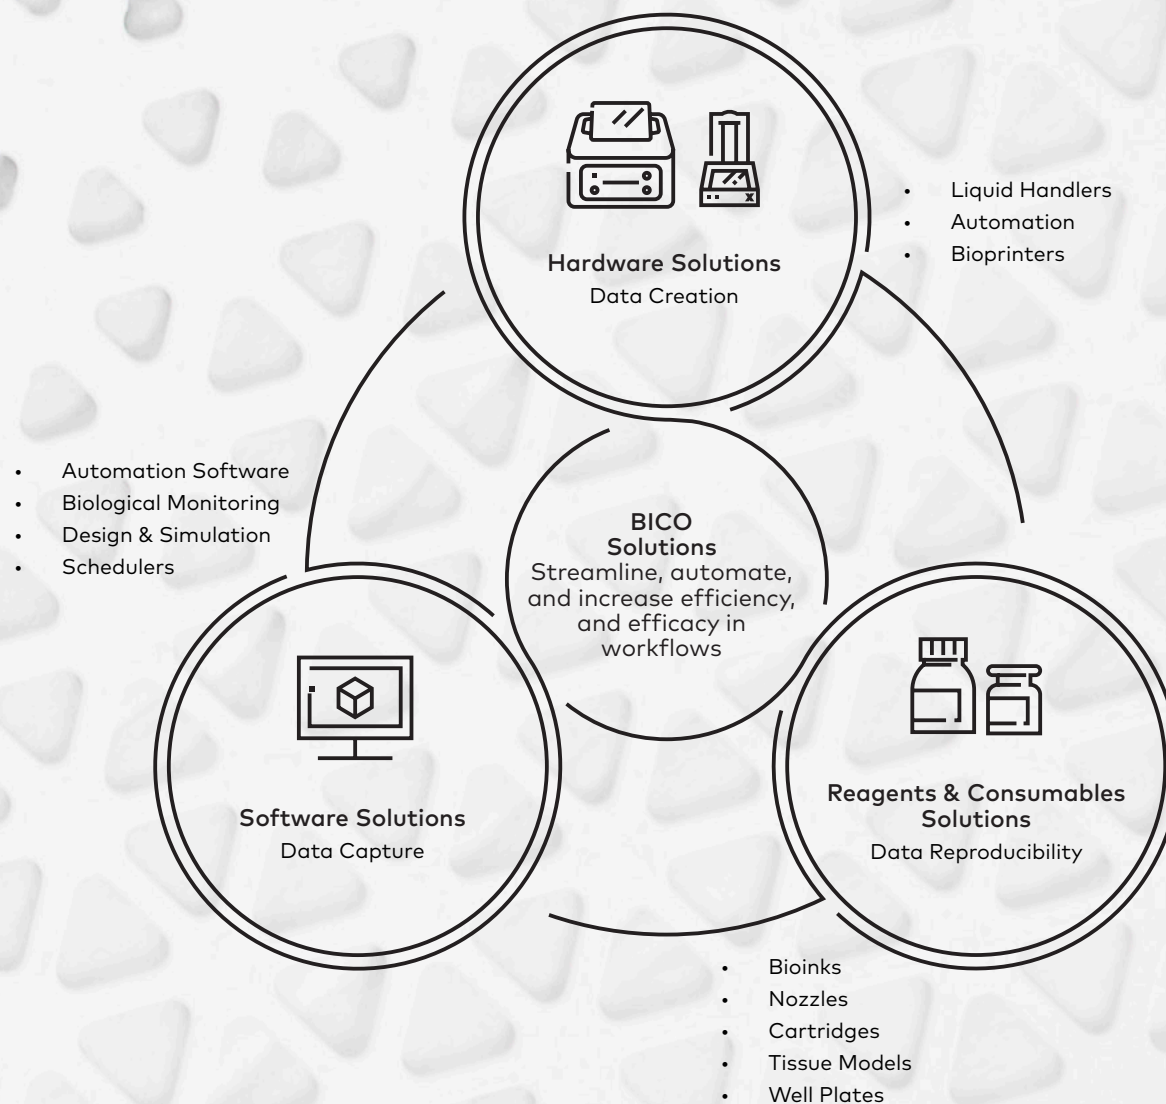 Hardware Solutions
Data Creation
• Liquid Handlers
• Automation
• Bioprinters
• Automation Software
• Biological Monitoring
• Design & Simulation
• Schedulers
BICO
Solutions
Streamline, automate,
and increase efficiency,
and efficacy in
workflows
Software Solutions
Data Capture
Reagents & Consumables
Solutions
Data Reproducibility
• Bioinks
• Nozzles
• Cartridges
• Tissue Models
• Well Plates